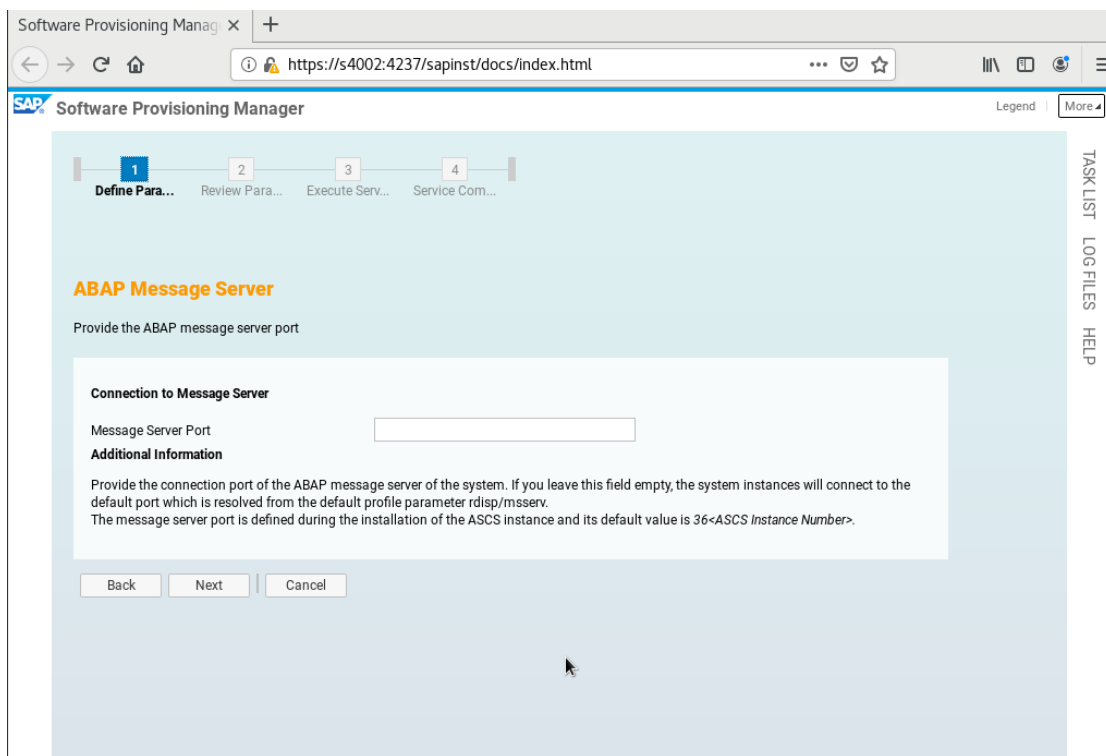 Software Provisioning Manag
https://s4002:4237/sapinst/docs/index.html
SAP Software Provisioning Manager
Legend
More
1 2 3 4
Define Para... Review Para... Execute Serv... Service Com...
TASK LIST
LOG FILES
HELP
ABAP Message Server
Provide the ABAP message server port
Connection to Message Server
Message Server Port
Additional Information
Provide the connection port of the ABAP message server of the system. If you leave this field empty, the system instances will connect to the
default port which is resolved from the default profile parameter rdisp/msserv.
The message server port is defined during the installation of the ASCS instance and its default value is 36<ASCS Instance Number>.
Back Next Cancel